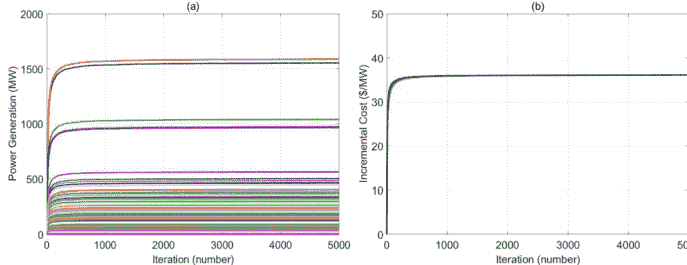 (a)
Power Generation (MW)
2000
1500
1000
500
0
0 1000 2000 3000 4000 5000
Iteration (number)
(b)
Incremental Cost ($/MW)
50
40
30
20
10
0
0 1000 2000 3000 4000 5000
Iteration (number)